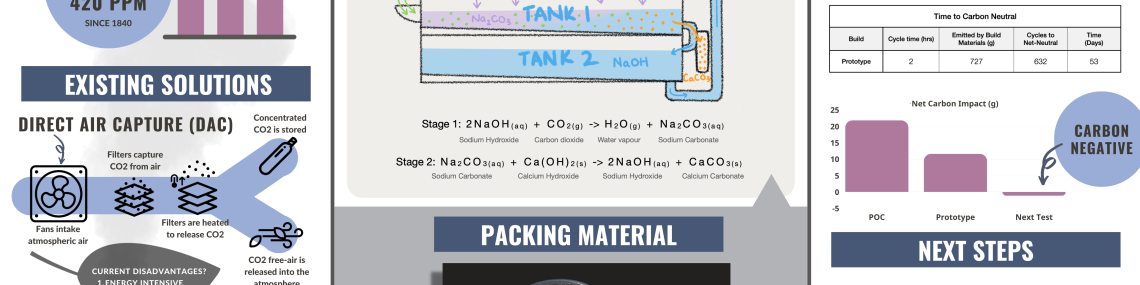 420 PPM
SINCE 1840
EXISTING SOLUTIONS
DIRECT AIR CAPTURE (DAC)
Concentrated
CO2 is stored
Filters capture
CO2 from air
Fans intake
atmospheric air
Filters are heated
to release CO2
CO2 free-air is
released into the
atmosphere
CURRENT DISADVANTAGES?
1. ENERGY INTENSIVE
Na₂CO₃
TANK 1
TANK 2
NaOH
CaCO₃
Stage 1: 2NaOH(aq) + CO₂(g) -> H₂O(g) + Na₂CO₃(aq)
Sodium Hydroxide Carbon dioxide Water vapour Sodium Carbonate
Stage 2: Na₂CO₃(aq) + Ca(OH)₂(s) -> 2NaOH(aq) + CaCO₃(s)
Sodium Carbonate Calcium Hydroxide Sodium Hydroxide Calcium Carbonate
PACKING MATERIAL
Time to Carbon Neutral
Build Cycle time (hrs) Emitted by Build Materials (g) Cycles to Net-Neutral Time (Days)
Prototype 2 727 632 53
Net Carbon Impact (g)
25
20
15
10
5
0
-5
POC Prototype Next Test
CARBON
NEGATIVE
NEXT STEPS